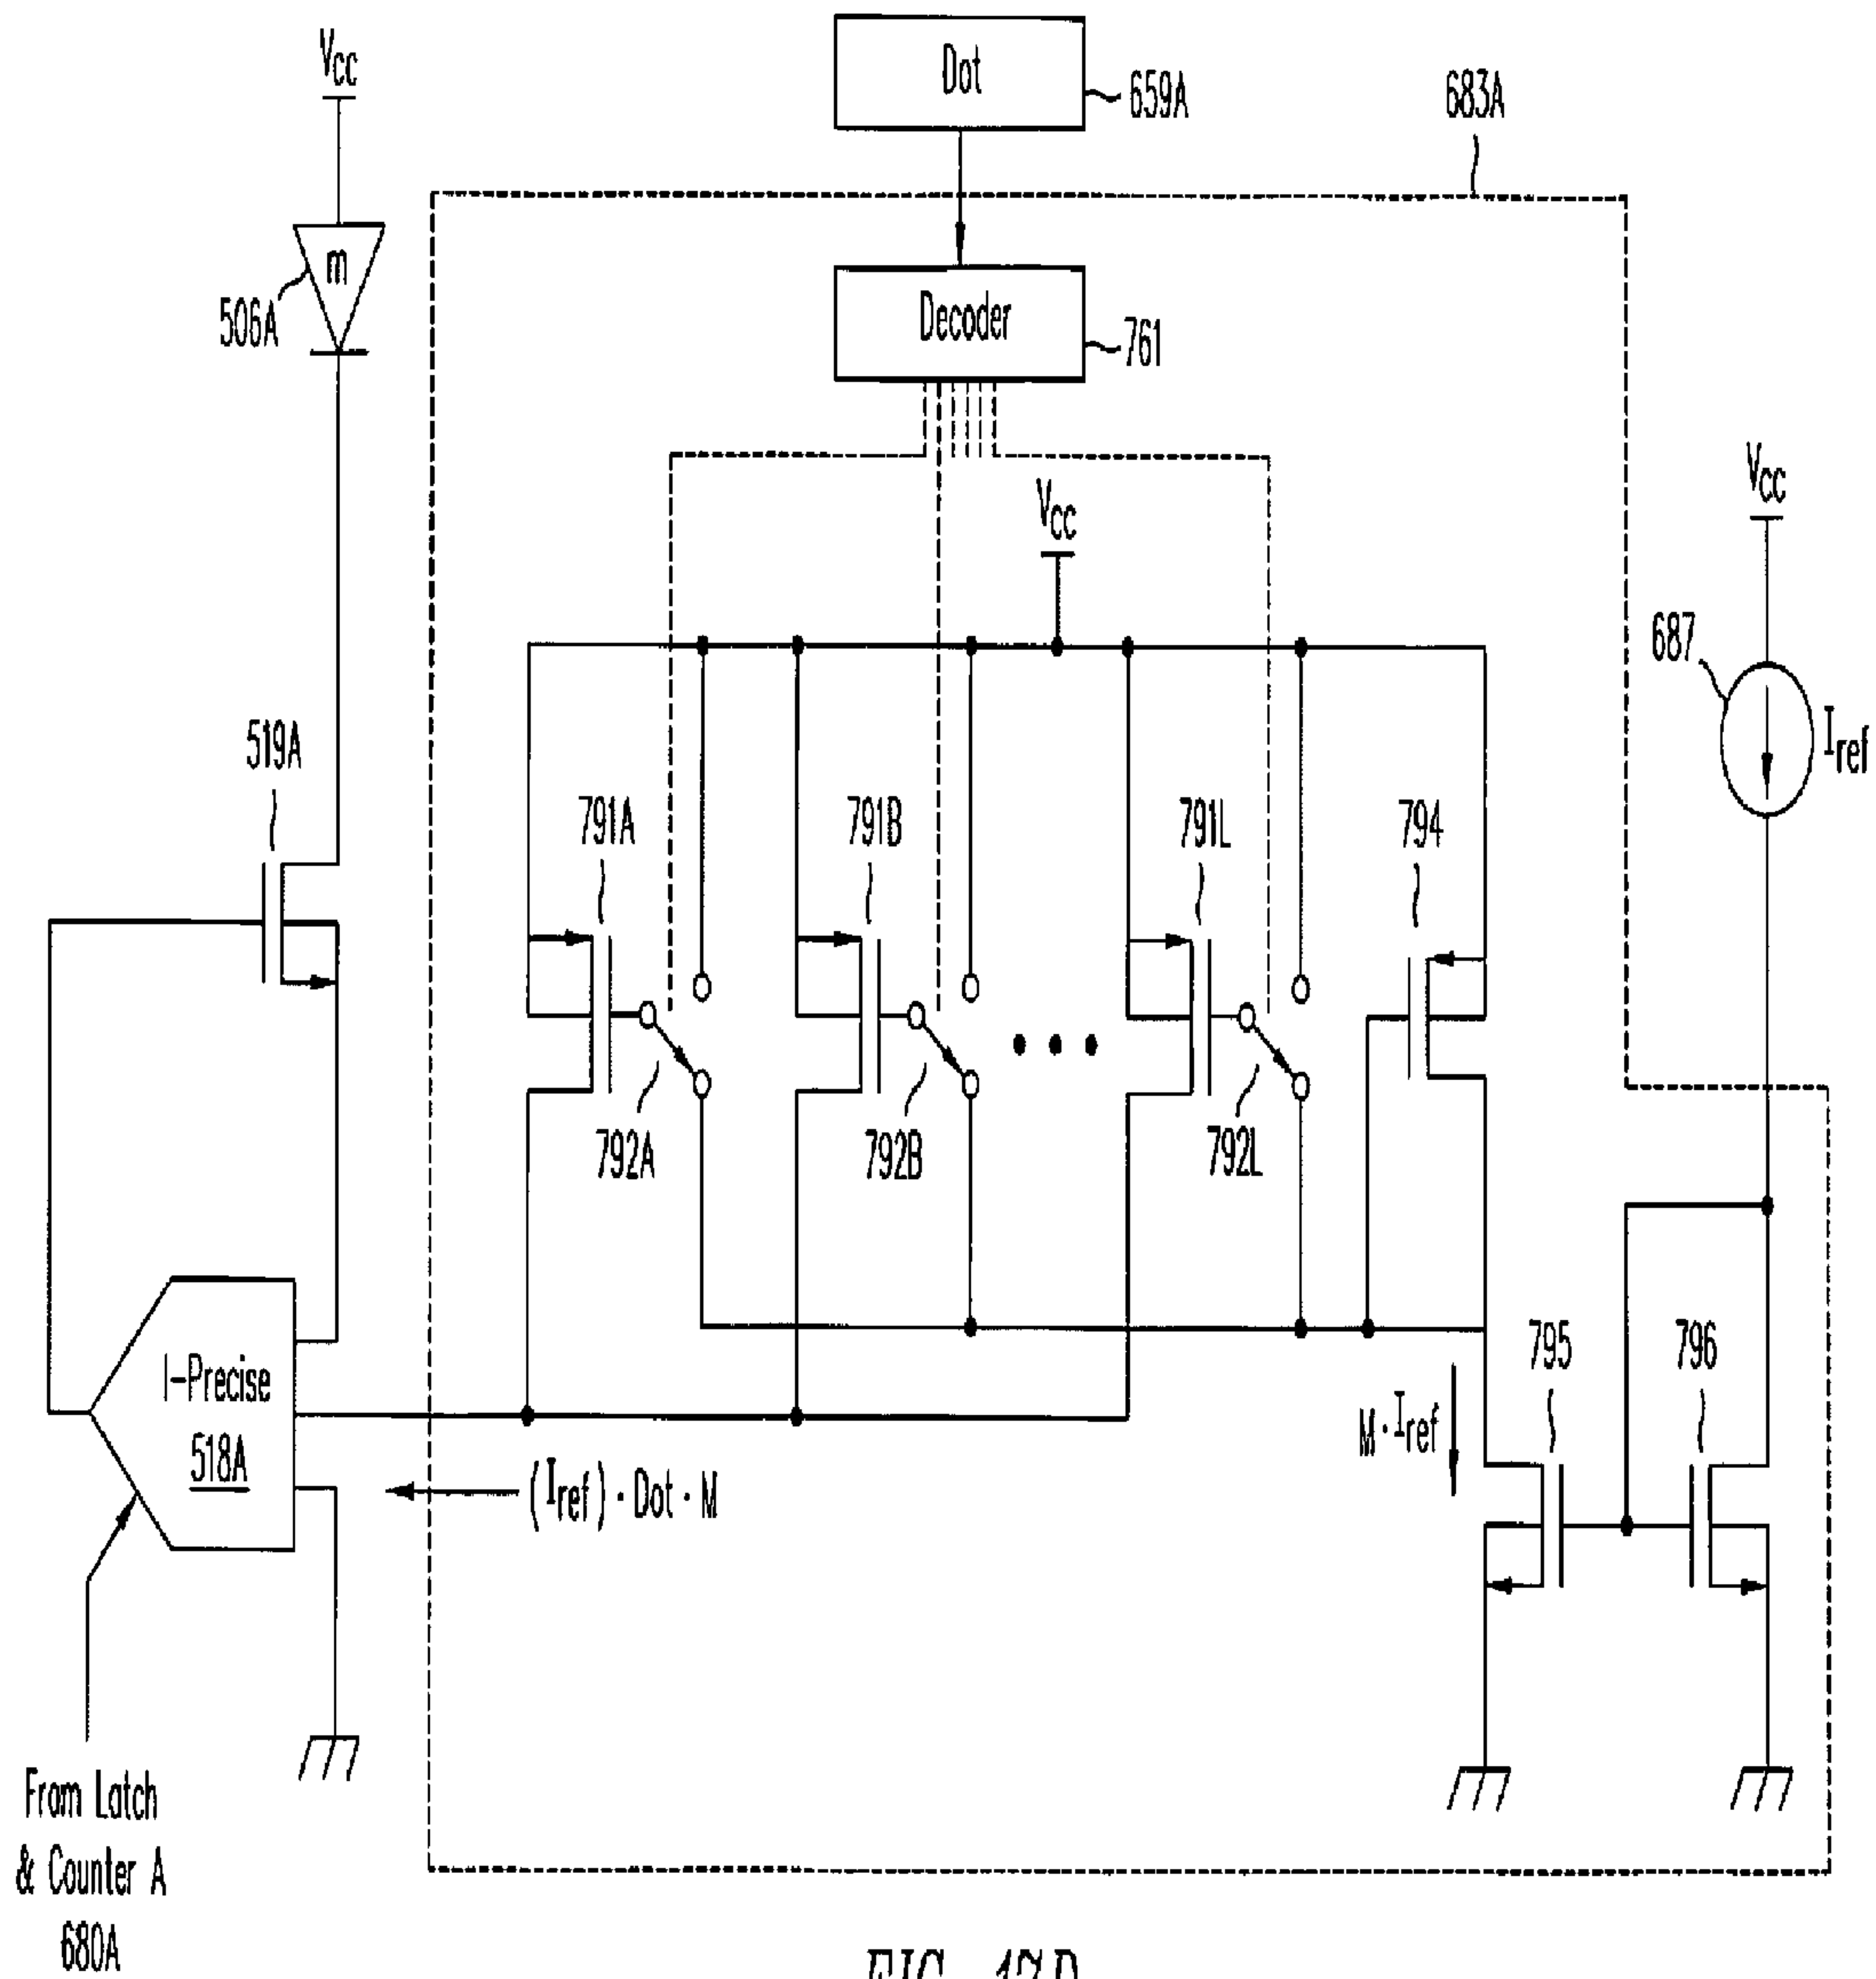 Vcc
Dot
659A
683A
m
506A
Decoder
761
Vcc
Vcc
687
Iref
519A
791A
791B
791L
794
792A
792B
792L
795
796
I-Precise
518A
M · Iref
(Iref) · Dot · M
From Latch
& Counter A
680A